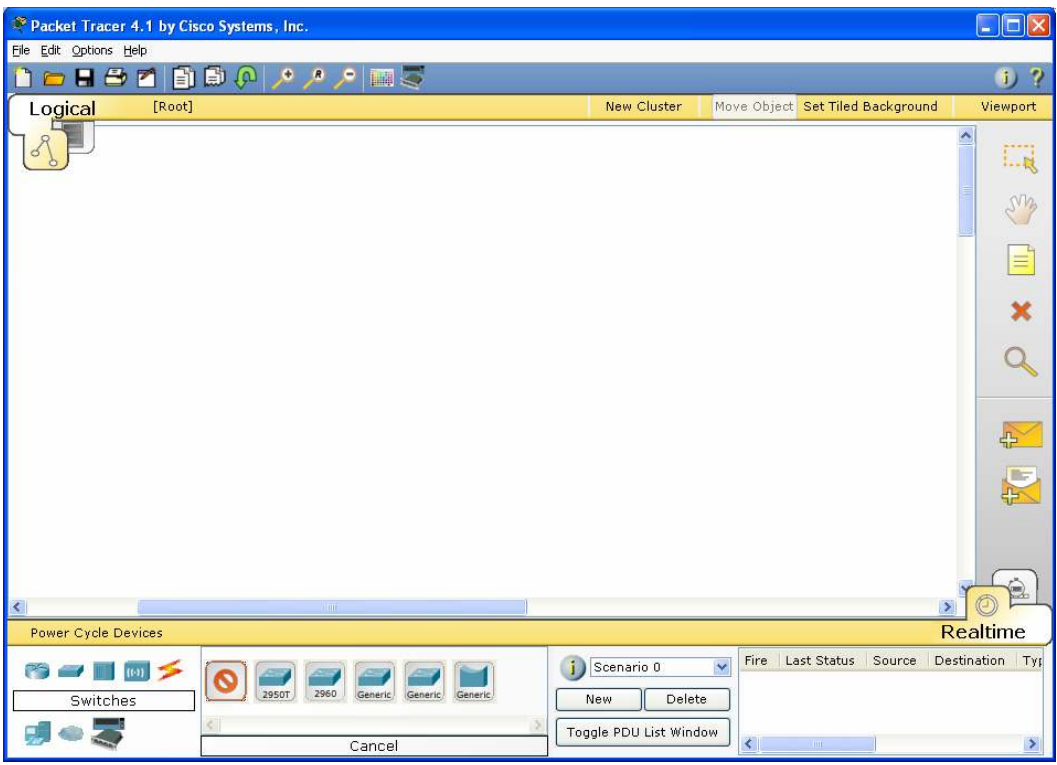 Packet Tracer 4.1 by Cisco Systems, Inc.
File Edit Options Help
R i ?
Logical [Root] New Cluster Move Object Set Tiled Background Viewport
Power Cycle Devices Realtime
Switches
2950T 2960 Generic Generic Generic
Cancel
i Scenario 0
New Delete
Toggle PDU List Window
Fire Last Status Source Destination Typ